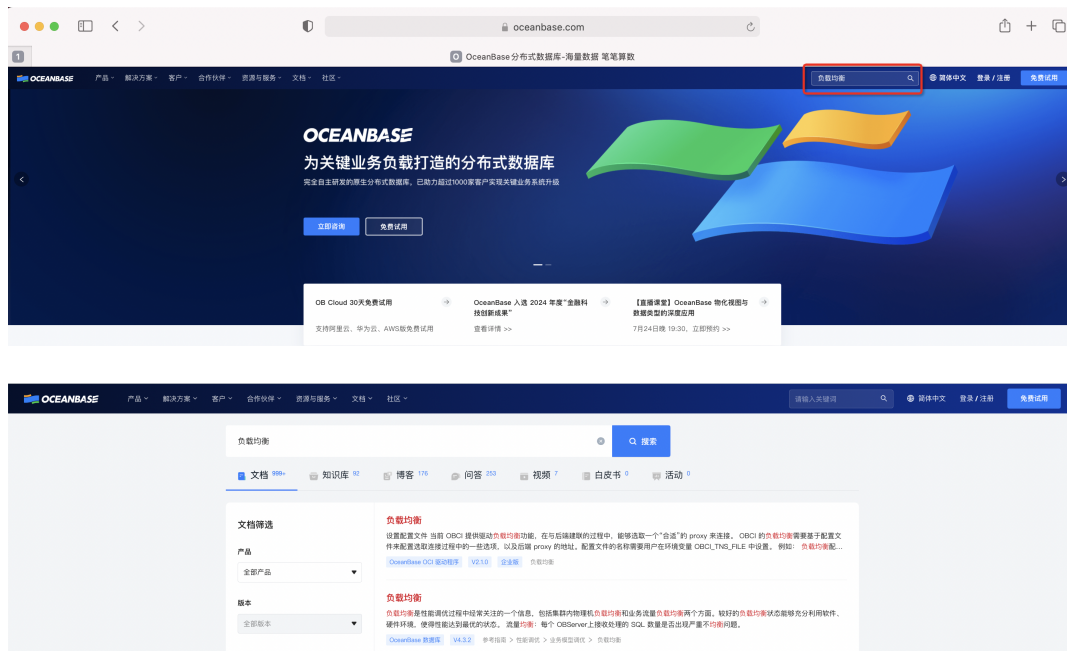 oceanbase.com
1
O OceanBase分布式数据库-海量数据 笔笔算数
OCEANBASE 产品 解决方案 客户 合作伙伴 资源与服务 文档 社区 负载均衡 简体中文 登录 / 注册 免费试用
OCEANBASE
为关键业务负载打造的分布式数据库
完全自主研发的原生分布式数据库，已助力超过1000家客户实现关键业务系统升级
立即咨询 免费试用
OB Cloud 30天免费试用
支持阿里云、华为云、AWS版免费试用
OceanBase 入选 2024 年度"金融科
技创新成果"
查看详情 >>
【直播课堂】OceanBase 物化视图与
数据类型的深度应用
7月24日晚 19:30，立即预约 >>
OCEANBASE 产品 解决方案 客户 合作伙伴 资源与服务 文档 社区 请输入关键词 简体中文 登录 / 注册 免费试用
负载均衡 搜索
文档 999+ 知识库 92 博客 176 问答 253 视频 7 白皮书 0 活动 0
文档筛选
产品
全部产品
版本
全部版本
负载均衡
设置配置文件 当前 OBCI 提供驱动负载均衡功能，在与后端建联的过程中，能够选取一个"合适"的 proxy 来连接。 OBCI 的负载均衡需要基于配置文
件来配置选取连接过程中的一些选项，以及后端 proxy 的地址。配置文件的名称需要用户在环境变量 OBCI_TNS_FILE 中设置。 例如： 负载均衡配...
OceanBase OCI 驱动程序 V2.1.0 企业版 负载均衡
负载均衡
负载均衡是性能调优过程中经常关注的一个信息，包括集群内物理机负载均衡和业务流量负载均衡两个方面。较好的负载均衡状态能够充分利用软件、
硬件环境，使得性能达到最优的状态。 流量均衡：每个 OBServer上接收处理的 SQL 数量是否出现严重不均衡问题。
OceanBase 数据库 V4.3.2 参考指南 > 性能调优 > 业务模型调优 > 负载均衡